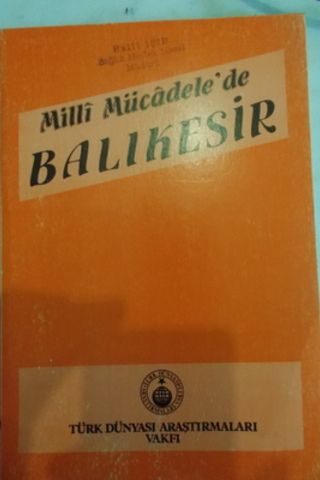 Millî Mücâdele'de
BALIKESİR
TÜRK DÜNYASI ARAŞTIRMALARI
VAKFI